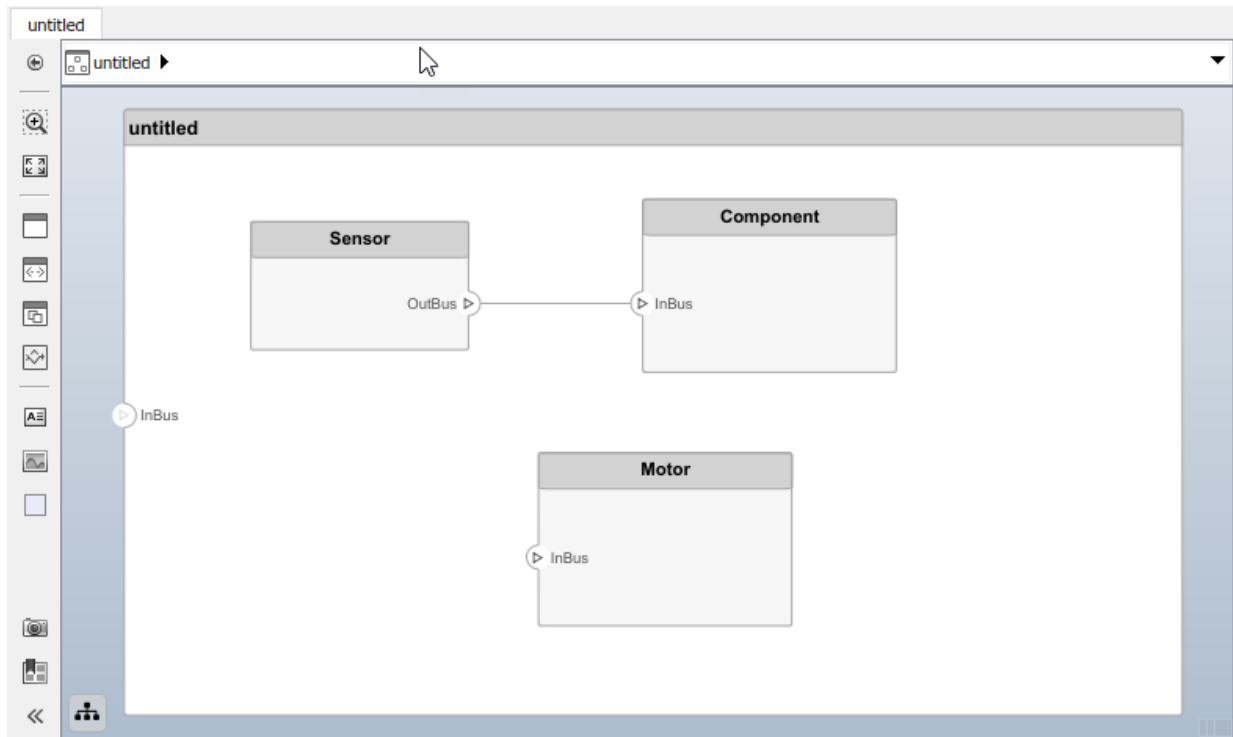 untitled
untitled
untitled
Sensor
Component
OutBus
InBus
InBus
Motor
InBus